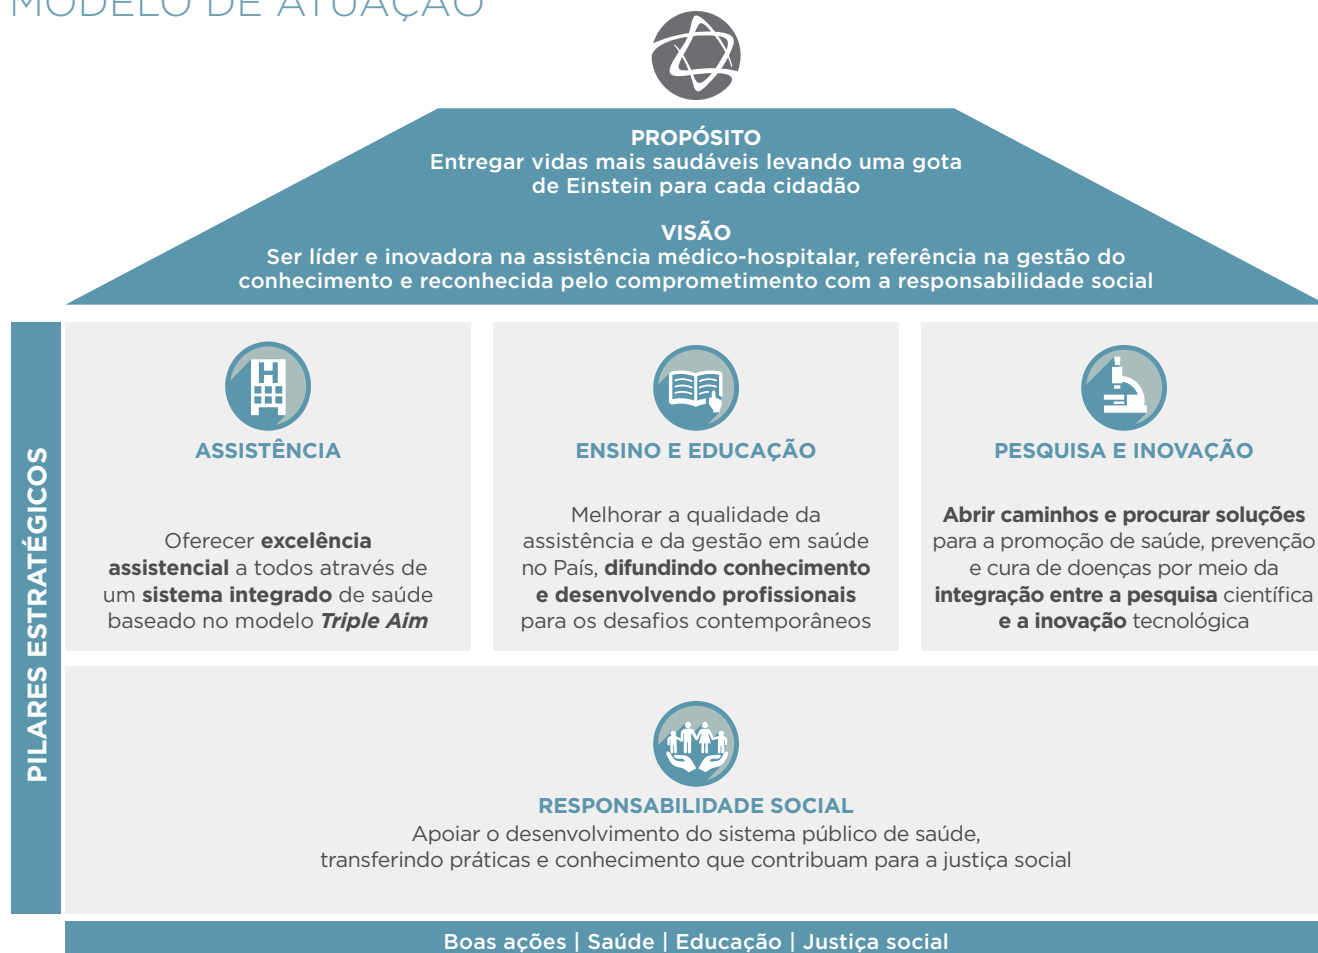 MODELO DE ATUAÇÃO
PROPÓSITO
Entregar vidas mais saudáveis levando uma gota
de Einstein para cada cidadão
VISÃO
Ser líder e inovadora na assistência médico-hospitalar, referência na gestão do
conhecimento e reconhecida pelo comprometimento com a responsabilidade social
PILARES ESTRATÉGICOS
ASSISTÊNCIA
Oferecer excelência
assistencial a todos através de
um sistema integrado de saúde
baseado no modelo Triple Aim
ENSINO E EDUCAÇÃO
Melhorar a qualidade da
assistência e da gestão em saúde
no País, difundindo conhecimento
e desenvolvendo profissionais
para os desafios contemporâneos
PESQUISA E INOVAÇÃO
Abrir caminhos e procurar soluções
para a promoção de saúde, prevenção
e cura de doenças por meio da
integração entre a pesquisa científica
e a inovação tecnológica
RESPONSABILIDADE SOCIAL
Apoiar o desenvolvimento do sistema público de saúde,
transferindo práticas e conhecimento que contribuam para a justiça social
Boas ações | Saúde | Educação | Justiça social